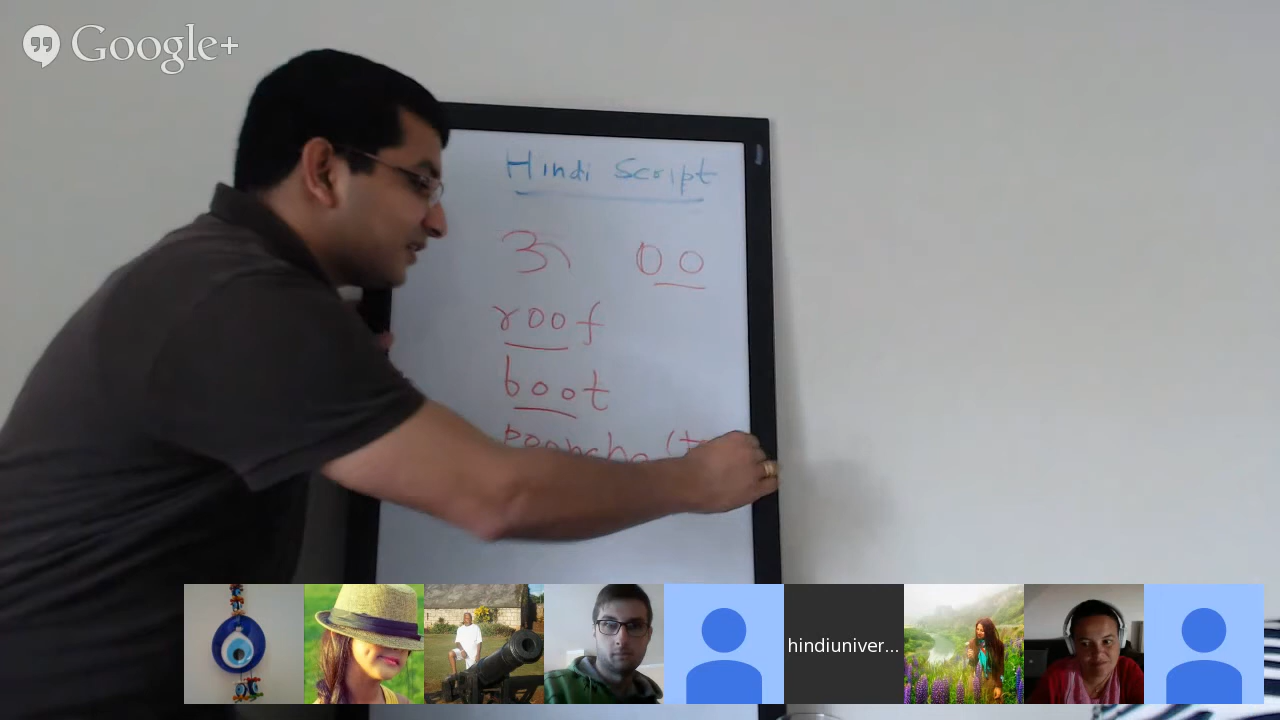 Google+
Hindi Script
ऊ oo
roof
boot
hindiuniver...